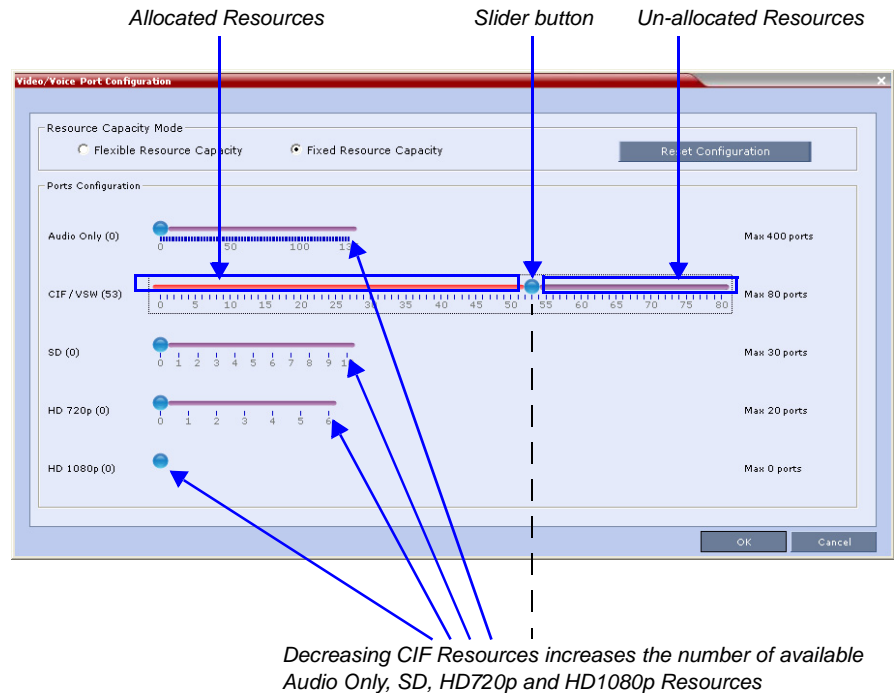 Allocated Resources Slider button Un-allocated Resources
Video/Voice Port Configuration
Resource Capacity Mode
Flexible Resource Capacity Fixed Resource Capacity Reset Configuration
Ports Configuration
Audio Only (0) Max 400 ports
0 50 100
CIF / VSW (53) Max 80 ports
0 5 10 15 20 25 30 35 40 45 50 55 60 65 70 75 80
SD (0) Max 30 ports
0 1 2 3 4 5 6 7 8 9
HD 720p (0) Max 20 ports
0 1 2 3 4 5 6
HD 1080p (0) Max 0 ports
OK Cancel
Decreasing CIF Resources increases the number of available
Audio Only, SD, HD720p and HD1080p Resources